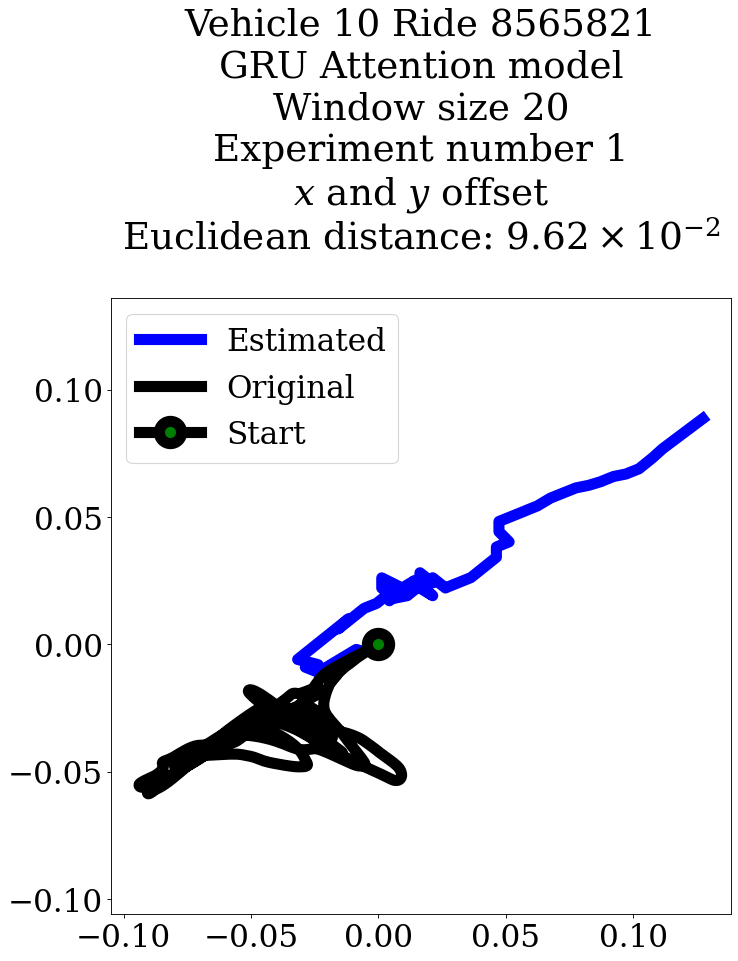 Vehicle 10 Ride 8565821
GRU Attention model
Window size 20
Experiment number 1
x and y offset
Euclidean distance: 9.62 × 10⁻²
Estimated
Original
Start
0.10
0.05
0.00
−0.05
−0.10
−0.10 −0.05 0.00 0.05 0.10